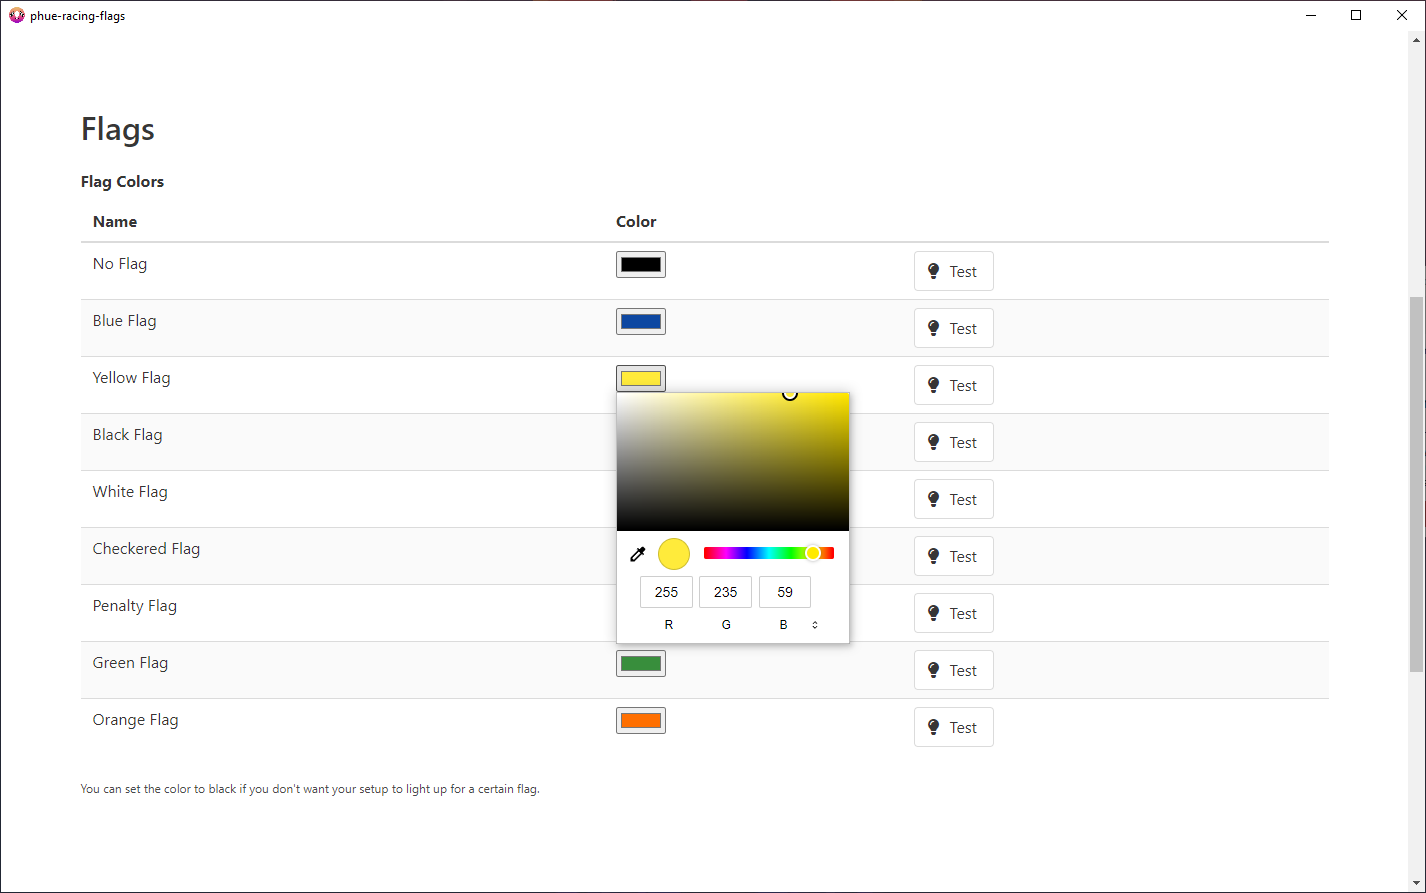 phue-racing-flags
Flags
Flag Colors
Name Color
No Flag Test
Blue Flag Test
Yellow Flag Test
Black Flag Test
White Flag Test
Checkered Flag Test
255 235 59
Penalty Flag Test
R G B
Green Flag Test
Orange Flag Test
You can set the color to black if you don't want your setup to light up for a certain flag.